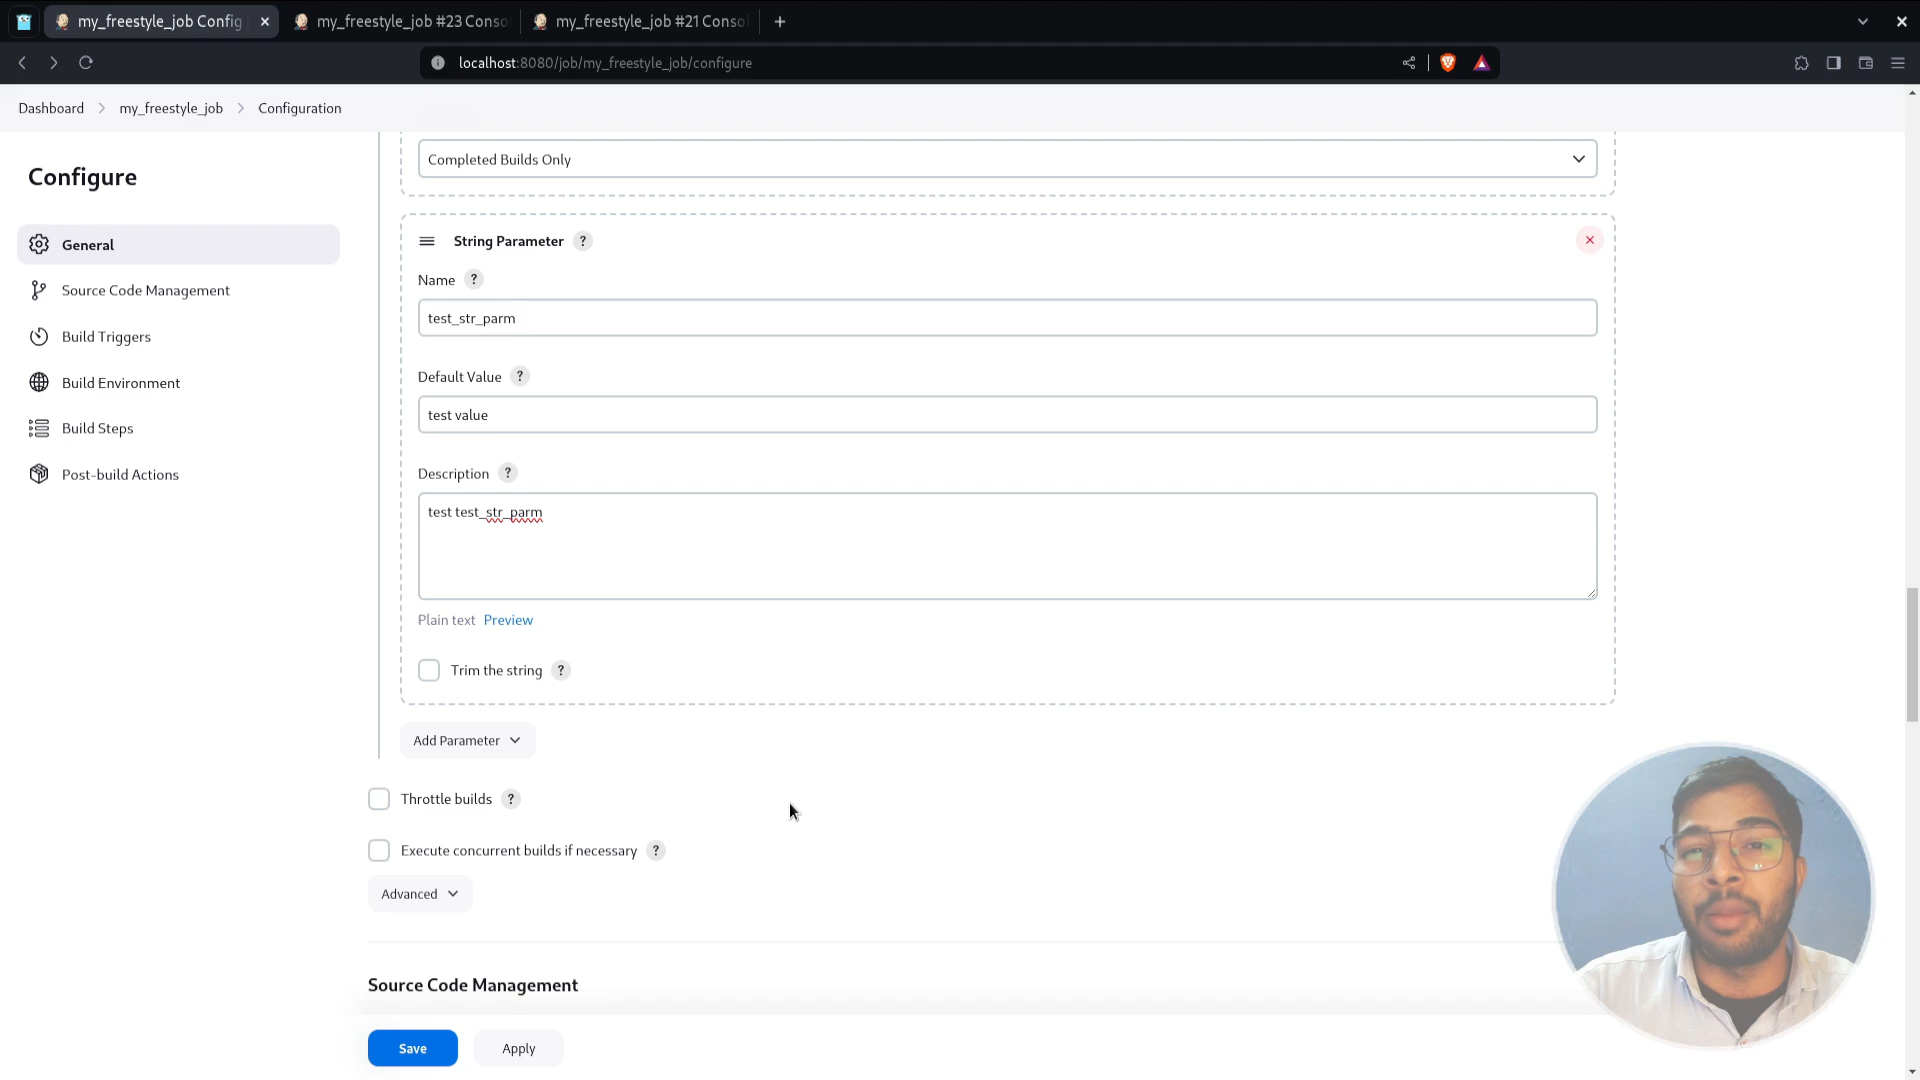 my_freestyle_job Config
my_freestyle_job #23 Conso
my_freestyle_job #21 Conso
localhost:8080/job/my_freestyle_job/configure
Dashboard
my_freestyle_job
Configuration
Configure
General
Source Code Management
Build Triggers
Build Environment
Build Steps
Post-build Actions
Completed Builds Only
String Parameter ?
Name ?
test_str_parm
Default Value ?
test value
Description ?
test test_str_parm
Plain text Preview
Trim the string ?
Add Parameter
Throttle builds ?
Execute concurrent builds if necessary ?
Advanced
Source Code Management
Save
Apply